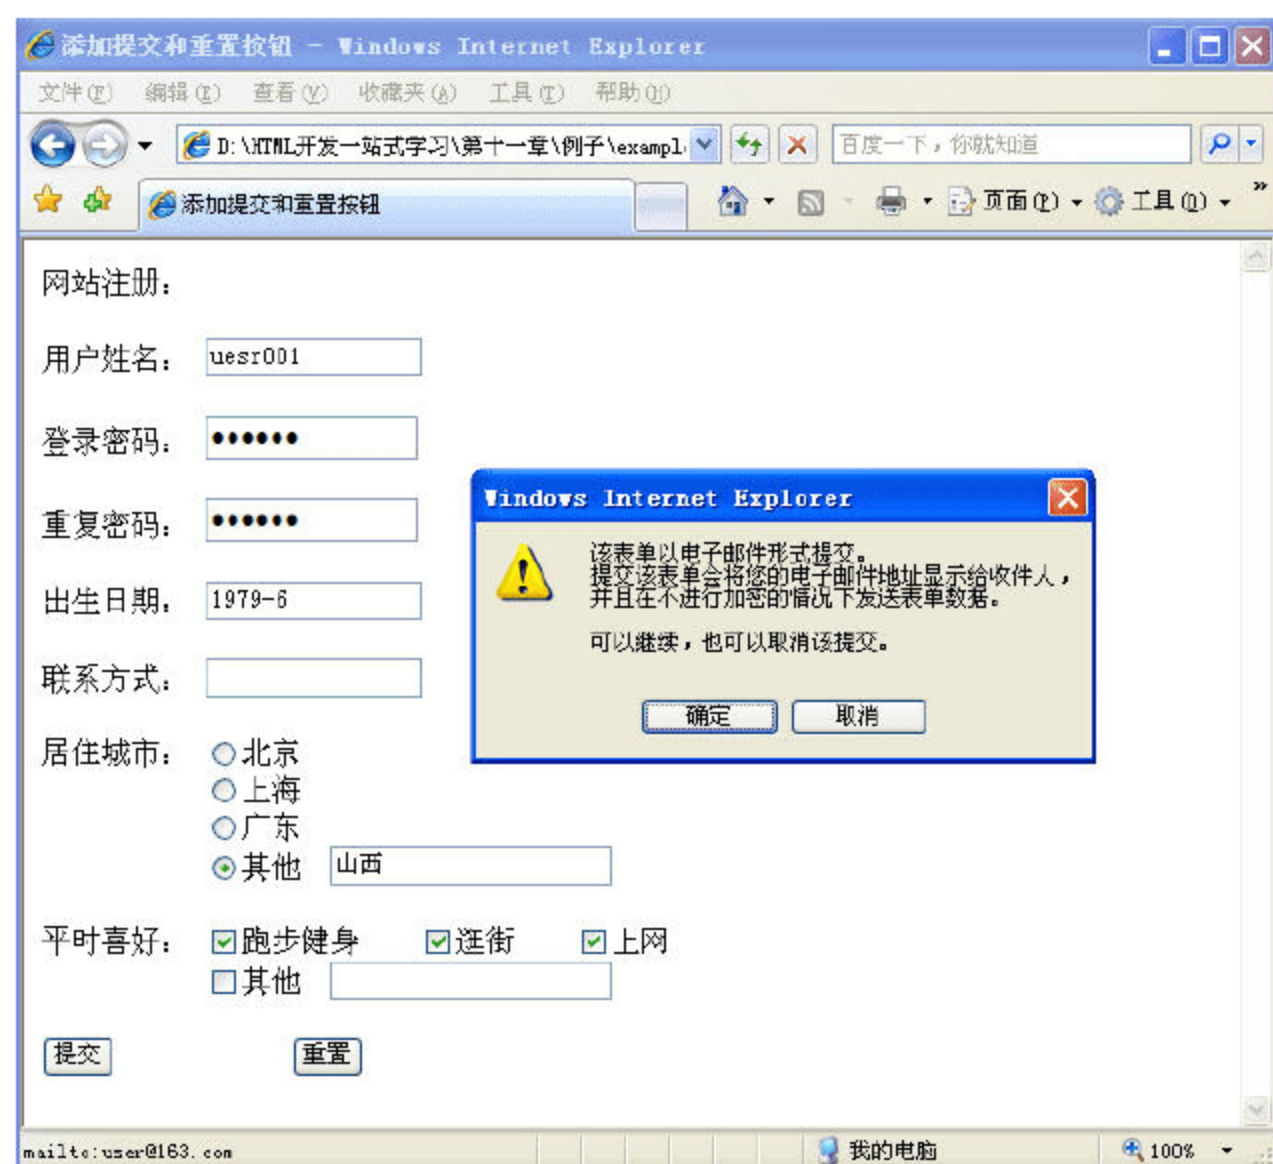 添加提交和重置按钮 - Windows Internet Explorer
文件(F) 编辑(E) 查看(V) 收藏夹(A) 工具(T) 帮助(H)
D:\HTML开发一站式学习\第十一章\例子\exampl 百度一下，你就知道
添加提交和重置按钮 页面(P) 工具(O) »
网站注册：
用户姓名： uesr001
登录密码： ●●●●●●
重复密码： ●●●●●●
Windows Internet Explorer
该表单以电子邮件形式提交。
提交该表单会将您的电子邮件地址显示给收件人，
并且在不进行加密的情况下发送表单数据。
可以继续，也可以取消该提交。
确定 取消
出生日期： 1979-6
联系方式：
居住城市： 北京
上海
广东
其他 山西
平时喜好： 跑步健身 逛街 上网
其他
提交 重置
mailto:user@163.com 我的电脑 100%